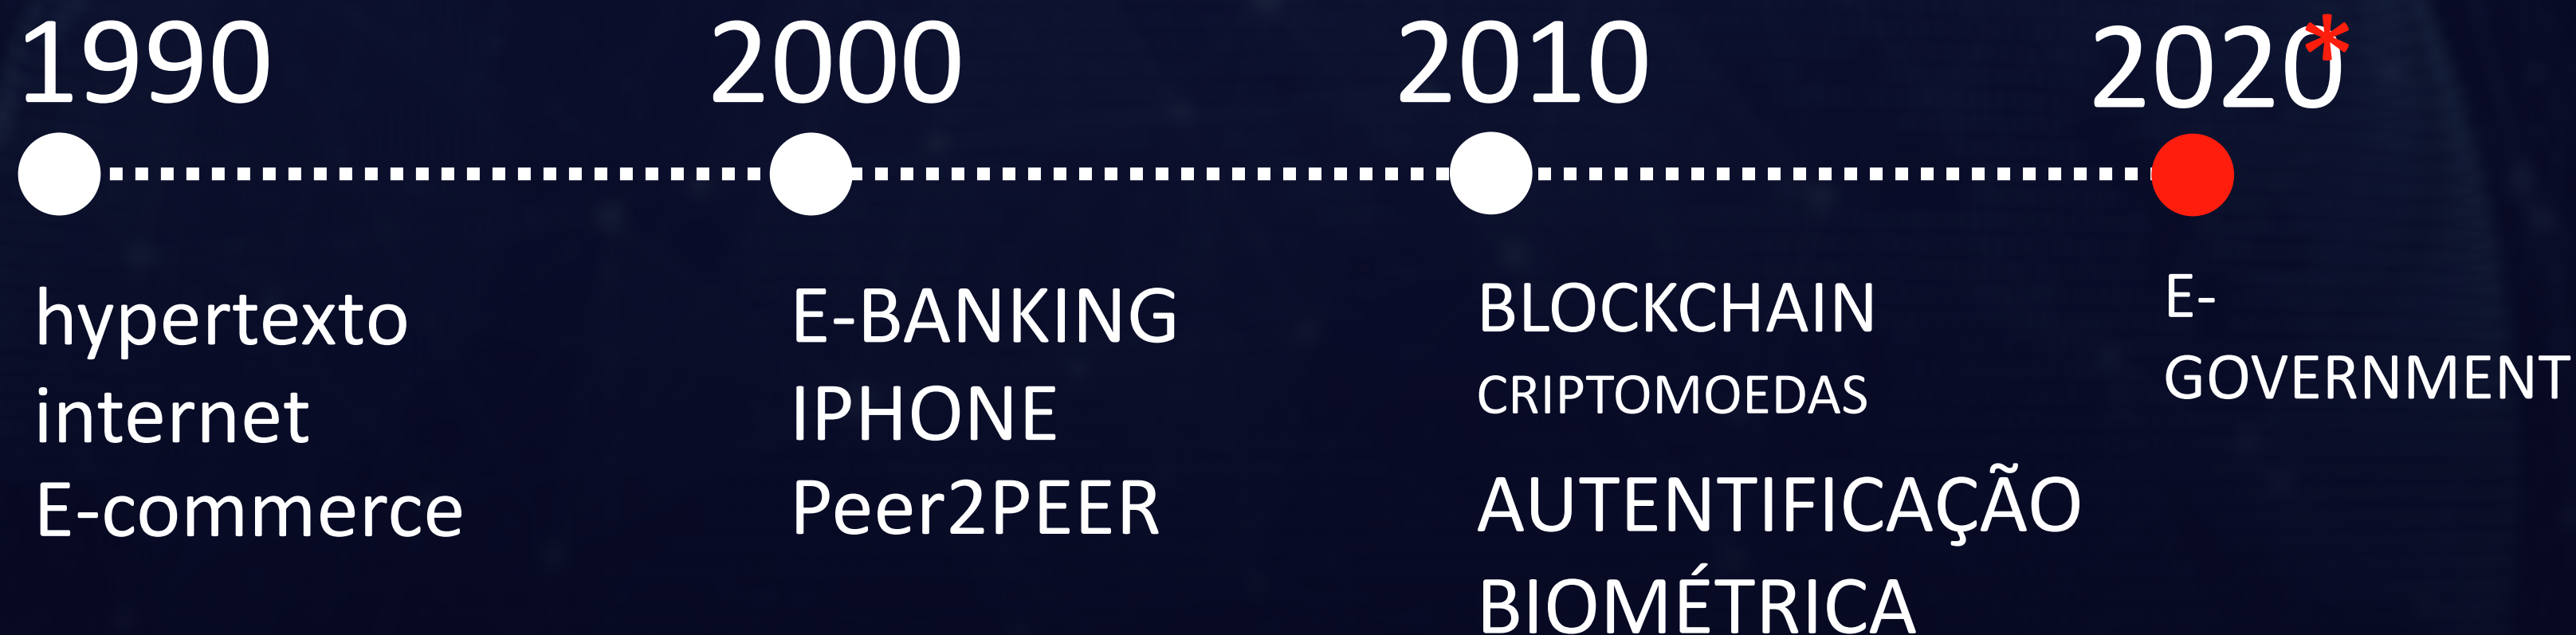 1990
hypertexto
internet
E-commerce
2000
E-BANKING
IPHONE
Peer2PEER
2010
BLOCKCHAIN
CRIPTOMOEDAS
AUTENTIFICAÇÃO
BIOMÉTRICA
2020*
E-
GOVERNMENT